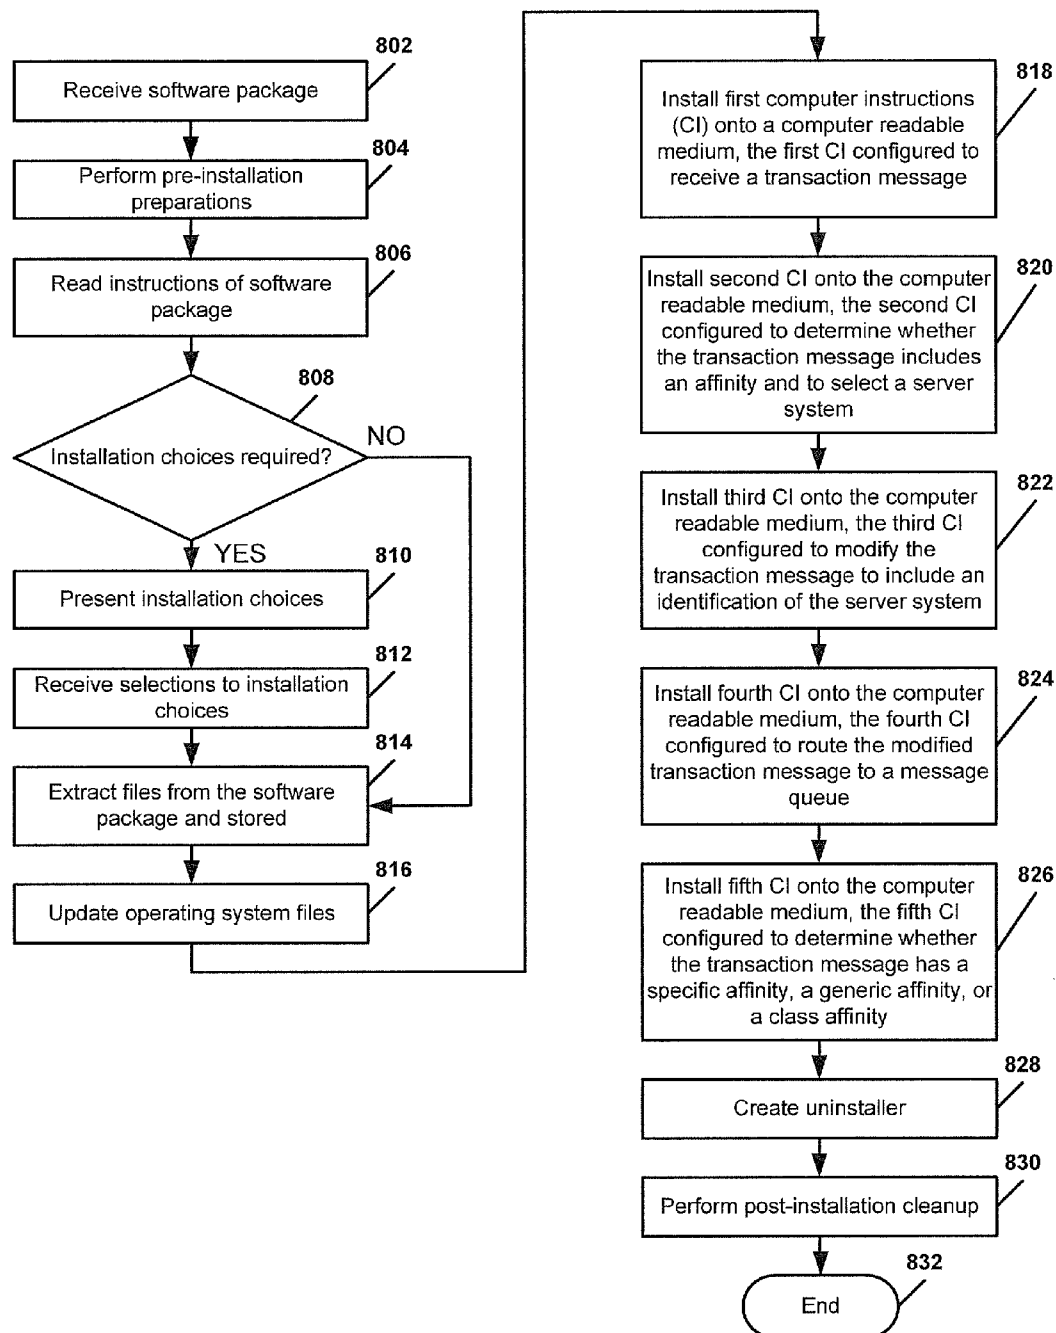 802
Receive software package
804
Perform pre-installation
preparations
806
Read instructions of software
package
808
Installation choices required?
NO
YES
810
Present installation choices
812
Receive selections to installation
choices
814
Extract files from the software
package and stored
816
Update operating system files
818
Install first computer instructions
(CI) onto a computer readable
medium, the first CI configured to
receive a transaction message
820
Install second CI onto the computer
readable medium, the second CI
configured to determine whether
the transaction message includes
an affinity and to select a server
system
822
Install third CI onto the computer
readable medium, the third CI
configured to modify the
transaction message to include an
identification of the server system
824
Install fourth CI onto the computer
readable medium, the fourth CI
configured to route the modified
transaction message to a message
queue
826
Install fifth CI onto the computer
readable medium, the fifth CI
configured to determine whether
the transaction message has a
specific affinity, a generic affinity, or
a class affinity
828
Create uninstaller
830
Perform post-installation cleanup
832
End